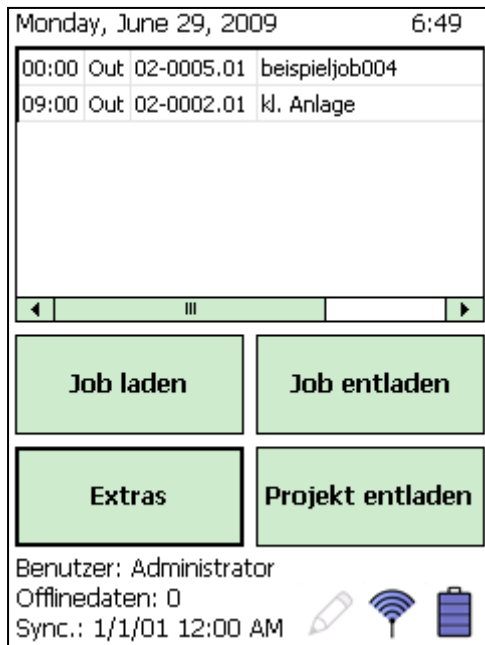 Monday, June 29, 2009 6:49
00:00 Out 02-0005.01 beispieljob004
09:00 Out 02-0002.01 kl. Anlage
Job laden Job entladen
Extras Projekt entladen
Benutzer: Administrator
Offlinedaten: 0
Sync.: 1/1/01 12:00 AM